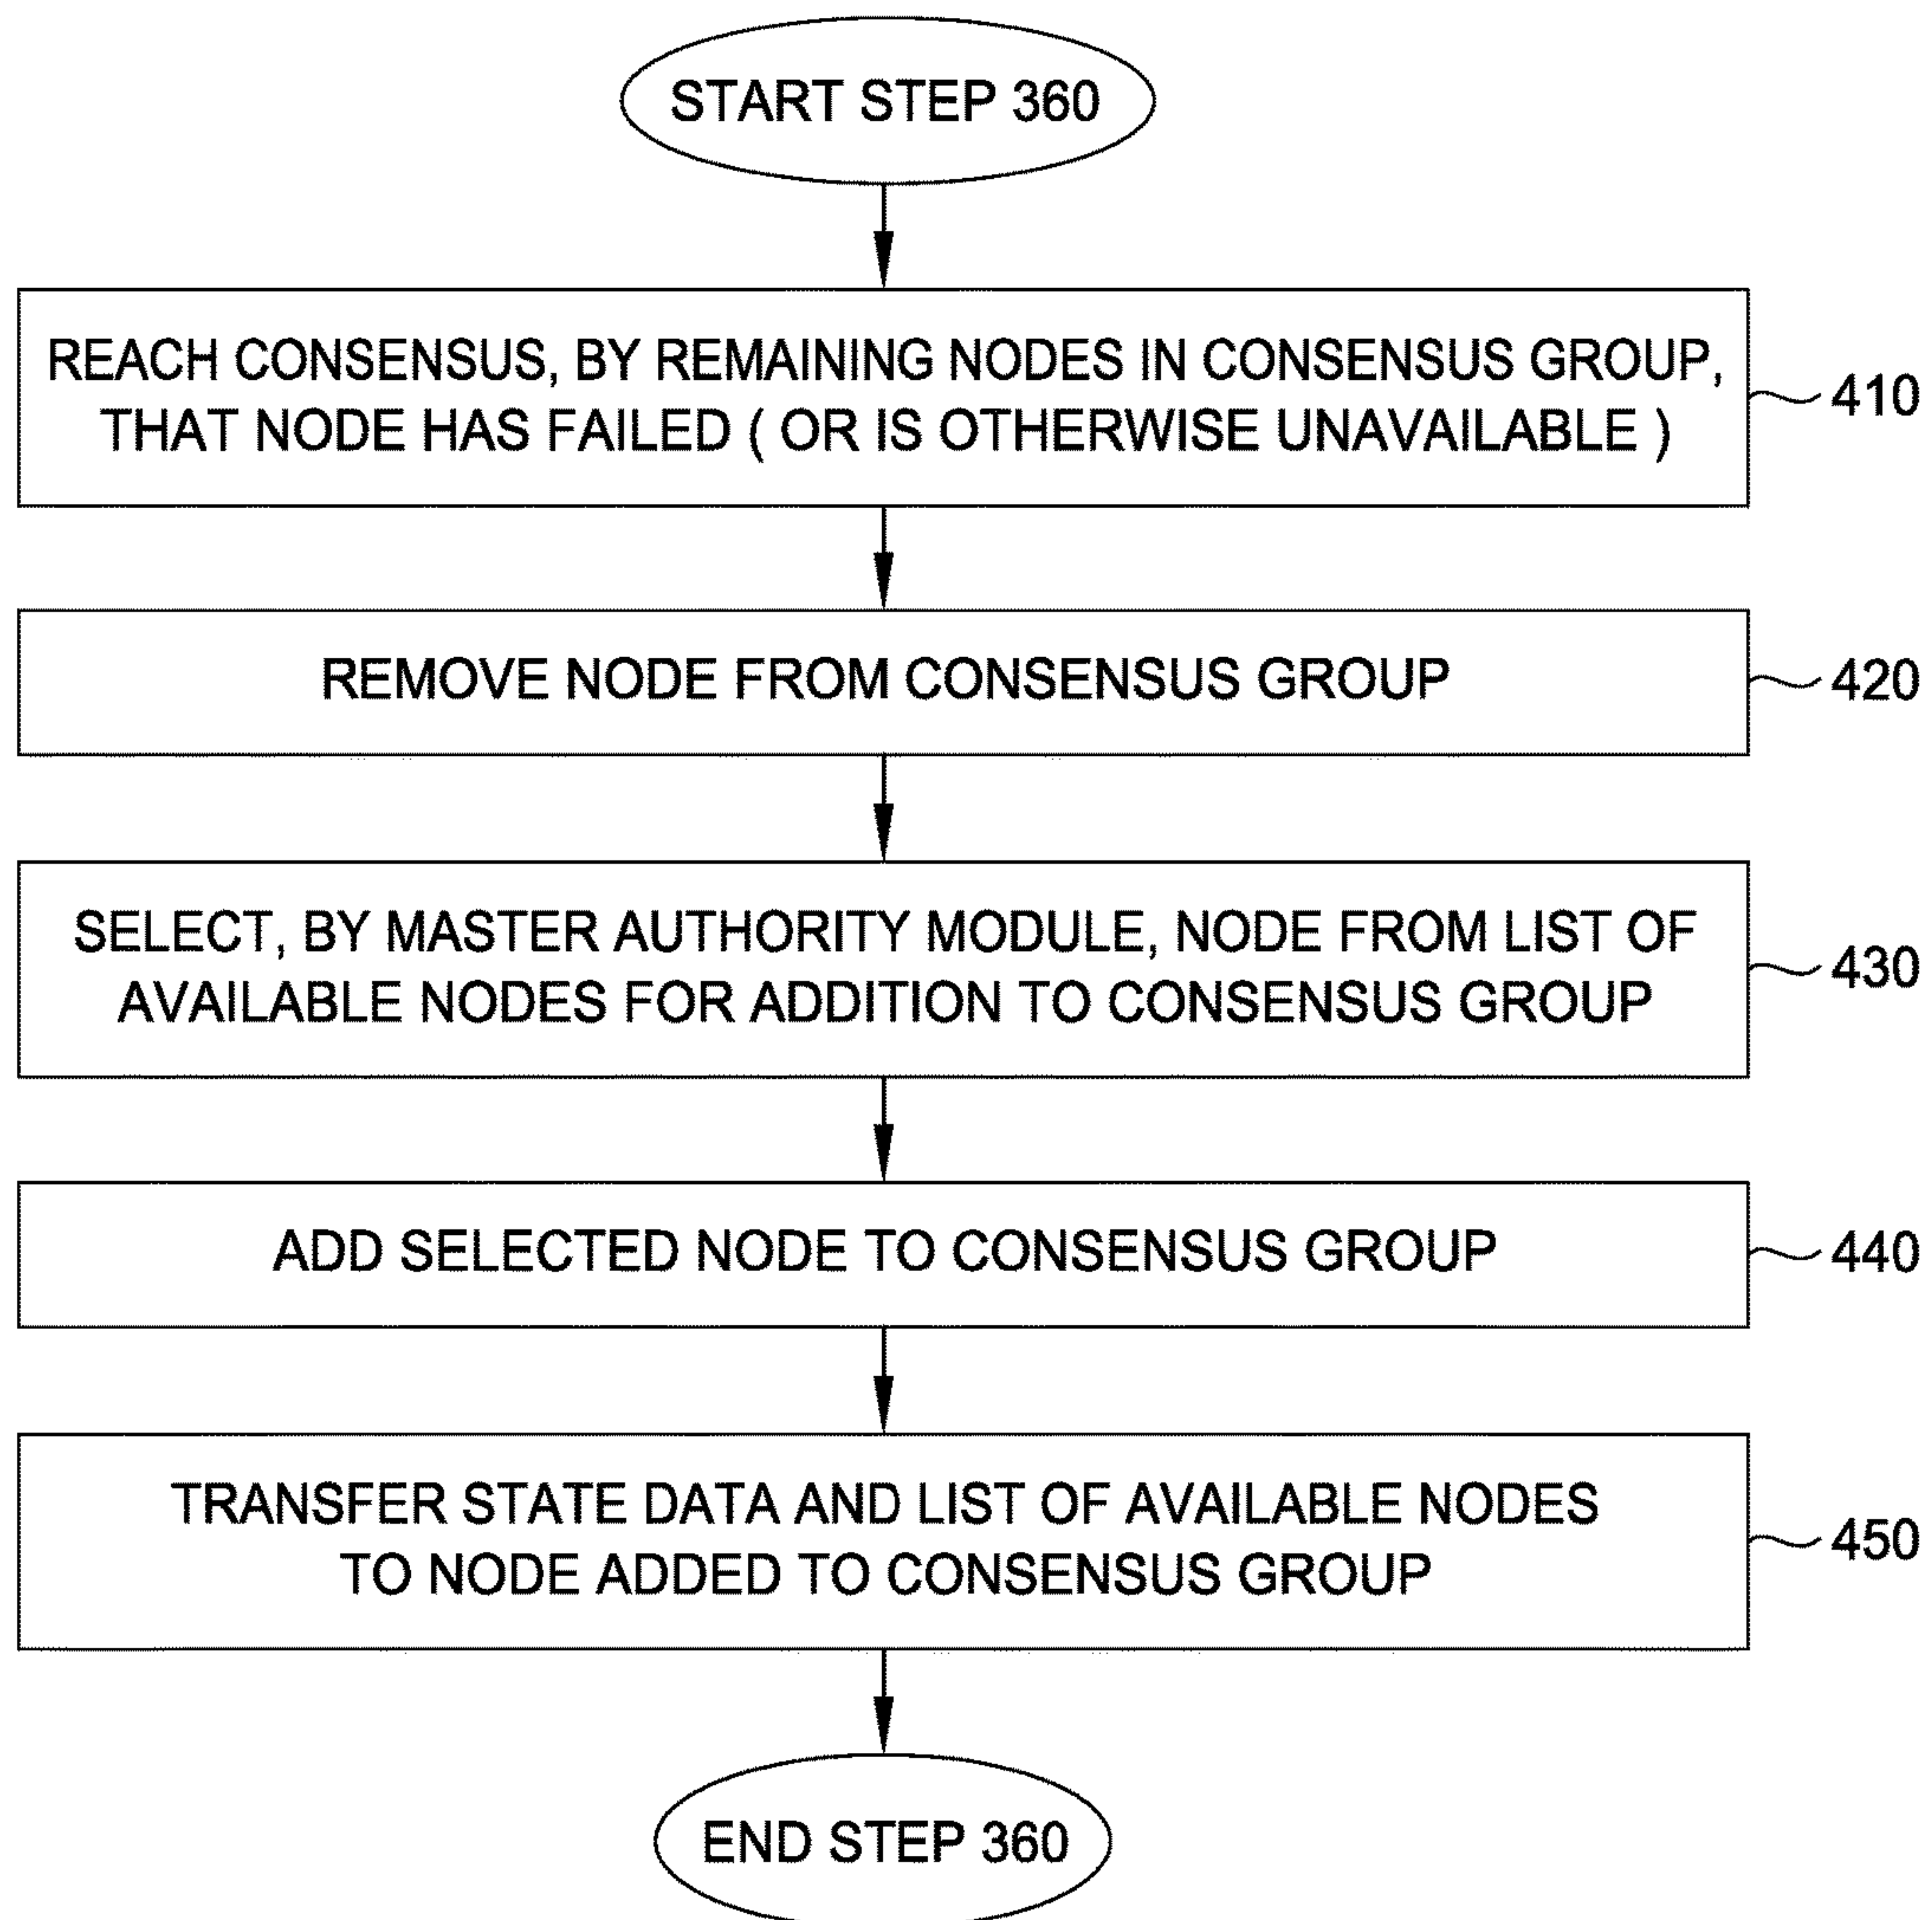 START STEP 360
REACH CONSENSUS, BY REMAINING NODES IN CONSENSUS GROUP,
THAT NODE HAS FAILED ( OR IS OTHERWISE UNAVAILABLE )
410
REMOVE NODE FROM CONSENSUS GROUP
420
SELECT, BY MASTER AUTHORITY MODULE, NODE FROM LIST OF
AVAILABLE NODES FOR ADDITION TO CONSENSUS GROUP
430
ADD SELECTED NODE TO CONSENSUS GROUP
440
TRANSFER STATE DATA AND LIST OF AVAILABLE NODES
TO NODE ADDED TO CONSENSUS GROUP
450
END STEP 360